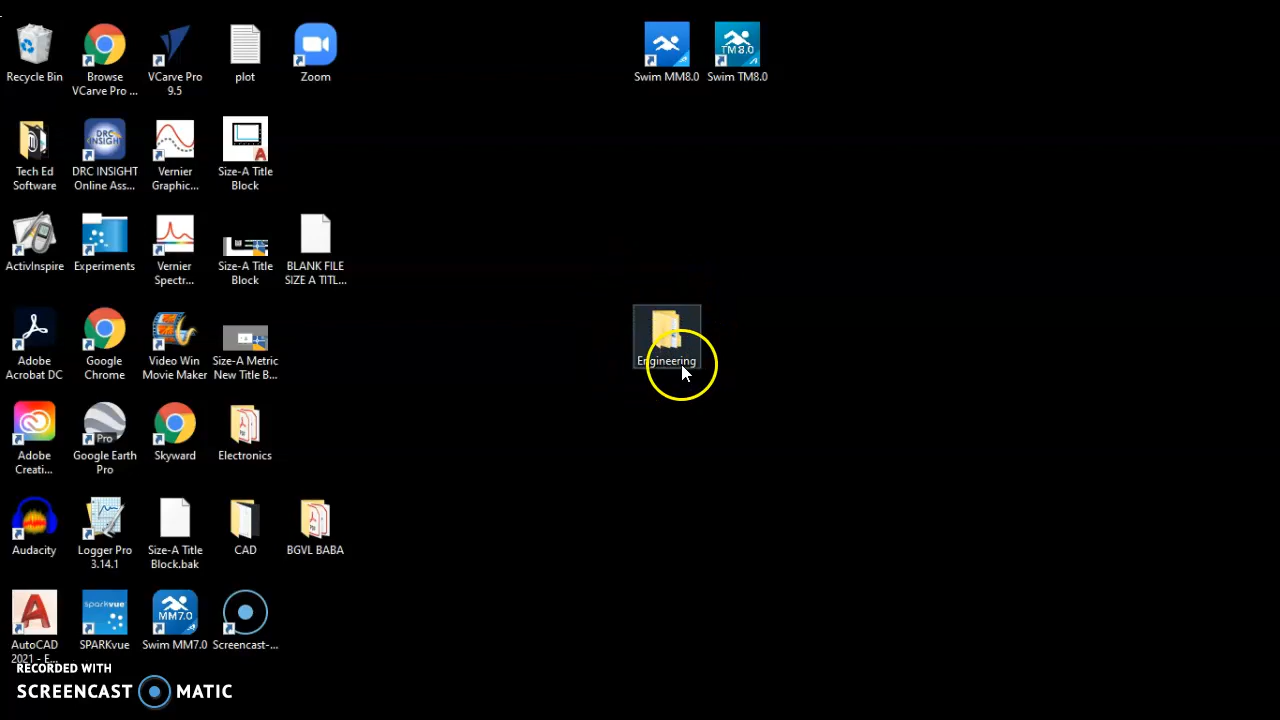 Recycle Bin
Browse
VCarve Pro ...
VCarve Pro
9.5
plot
Zoom
Swim MM8.0
TM 8.0
Swim TM8.0
Tech Ed
Software
DRC
INSIGHT
DRC INSIGHT
Online Ass...
Vernier
Graphic...
Size-A Title
Block
ActivInspire
Experiments
Vernier
Spectr...
Size-A Title
Block
BLANK FILE
SIZE A TITL...
Adobe
Acrobat DC
Google
Chrome
Video Win
Movie Maker
Size-A Metric
New Title B...
Engineering
Adobe
Creati...
Pro
Google Earth
Pro
Skyward
Electronics
Audacity
Logger Pro
3.14.1
Size-A Title
Block.bak
CAD
BGVL BABA
AutoCAD
2021 - E...
sparkvue
SPARKvue
MM7.0
Swim MM7.0
Screencast-...
RECORDED WITH
SCREENCAST MATIC